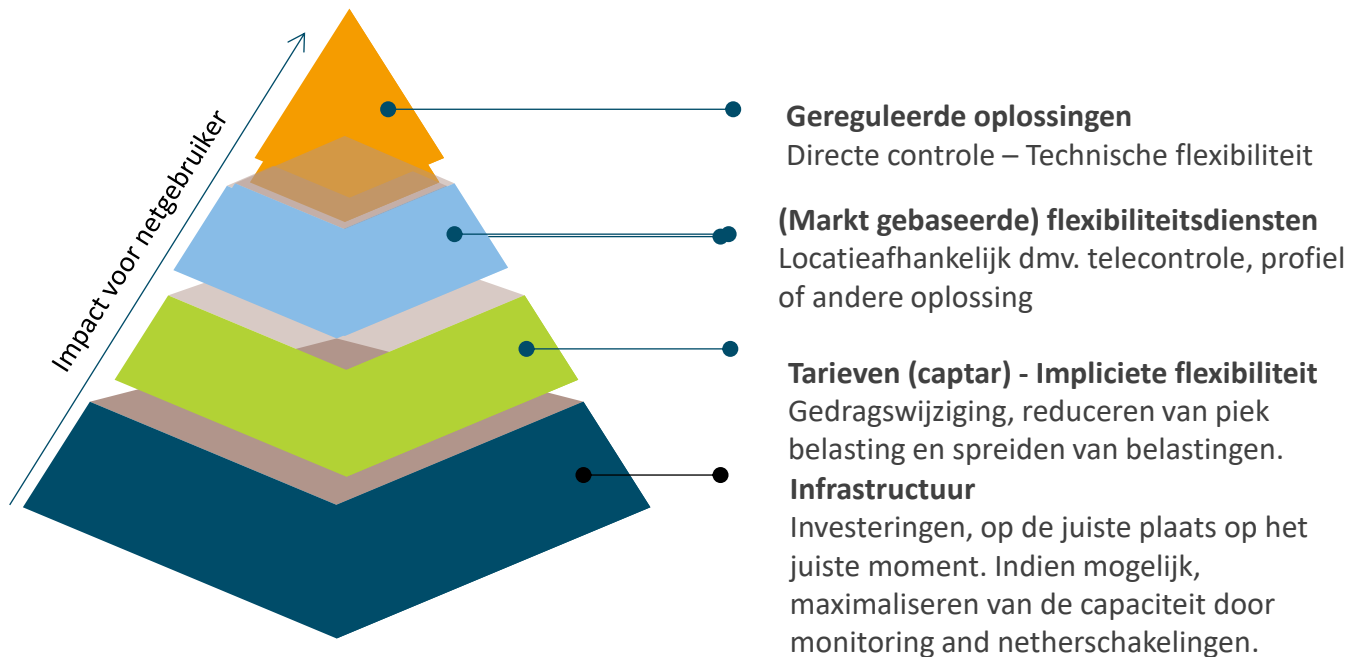 Impact voor netgebruiker
Gereguleerde oplossingen
Directe controle – Technische flexibiliteit
(Markt gebaseerde) flexibiliteitsdiensten
Locatieafhankelijk dmv. telecontrole, profiel
of andere oplossing
Tarieven (captar) - Impliciete flexibiliteit
Gedragswijziging, reduceren van piek
belasting en spreiden van belastingen.
Infrastructuur
Investeringen, op de juiste plaats op het
juiste moment. Indien mogelijk,
maximaliseren van de capaciteit door
monitoring and netherschakelingen.